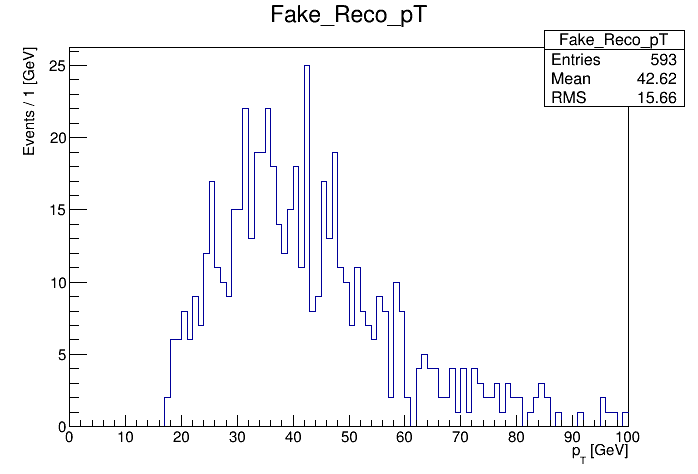 Fake_Reco_pT
Fake_Reco_pT
Entries 593
Mean 42.62
RMS 15.66
Events / 1 [GeV]
25
20
15
10
5
0
0 10 20 30 40 50 60 70 80 90 100
p_T [GeV]